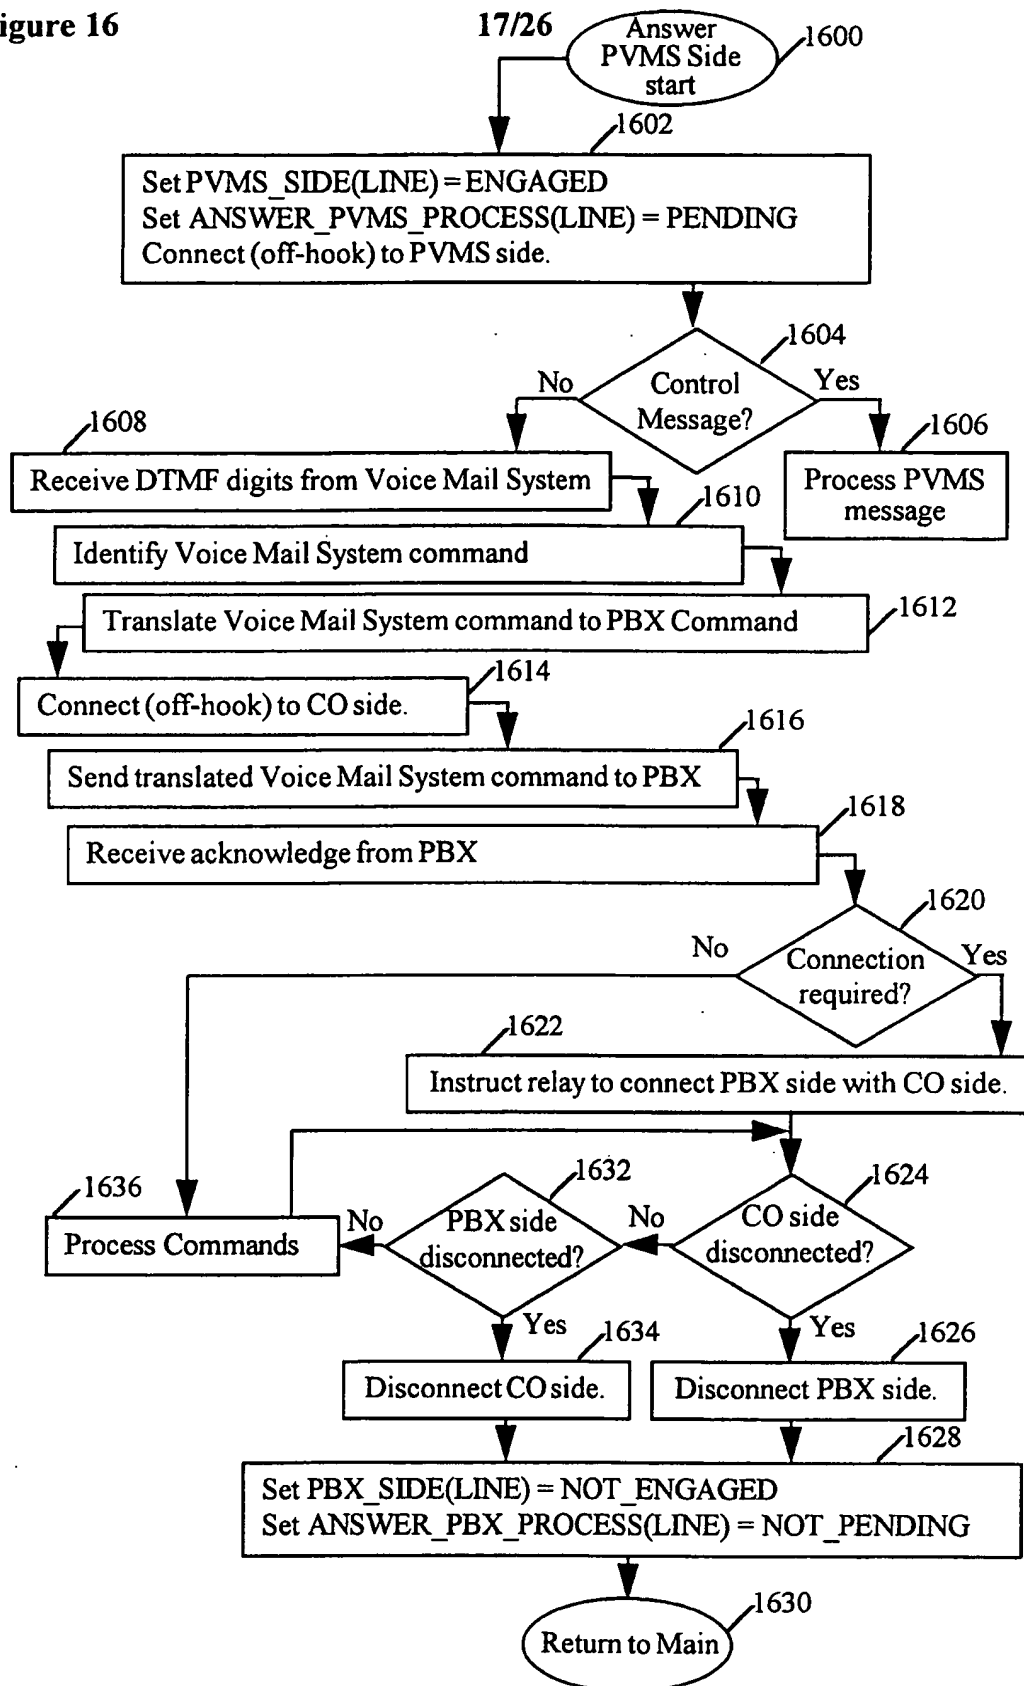 igure 16
17/26
Answer
PVMS Side
start
1600
1602
Set PVMS_SIDE(LINE) = ENGAGED
Set ANSWER_PVMS_PROCESS(LINE) = PENDING
Connect (off-hook) to PVMS side.
1604
Control
Message?
No
Yes
1608
1606
Receive DTMF digits from Voice Mail System
Process PVMS
message
1610
Identify Voice Mail System command
Translate Voice Mail System command to PBX Command
1612
1614
Connect (off-hook) to CO side.
1616
Send translated Voice Mail System command to PBX
1618
Receive acknowledge from PBX
1620
Connection
required?
No
Yes
1622
Instruct relay to connect PBX side with CO side.
1636
1632
1624
Process Commands
No
PBX side
disconnected?
No
CO side
disconnected?
Yes
1634
Yes
1626
Disconnect CO side.
Disconnect PBX side.
1628
Set PBX_SIDE(LINE) = NOT_ENGAGED
Set ANSWER_PBX_PROCESS(LINE) = NOT_PENDING
1630
Return to Main